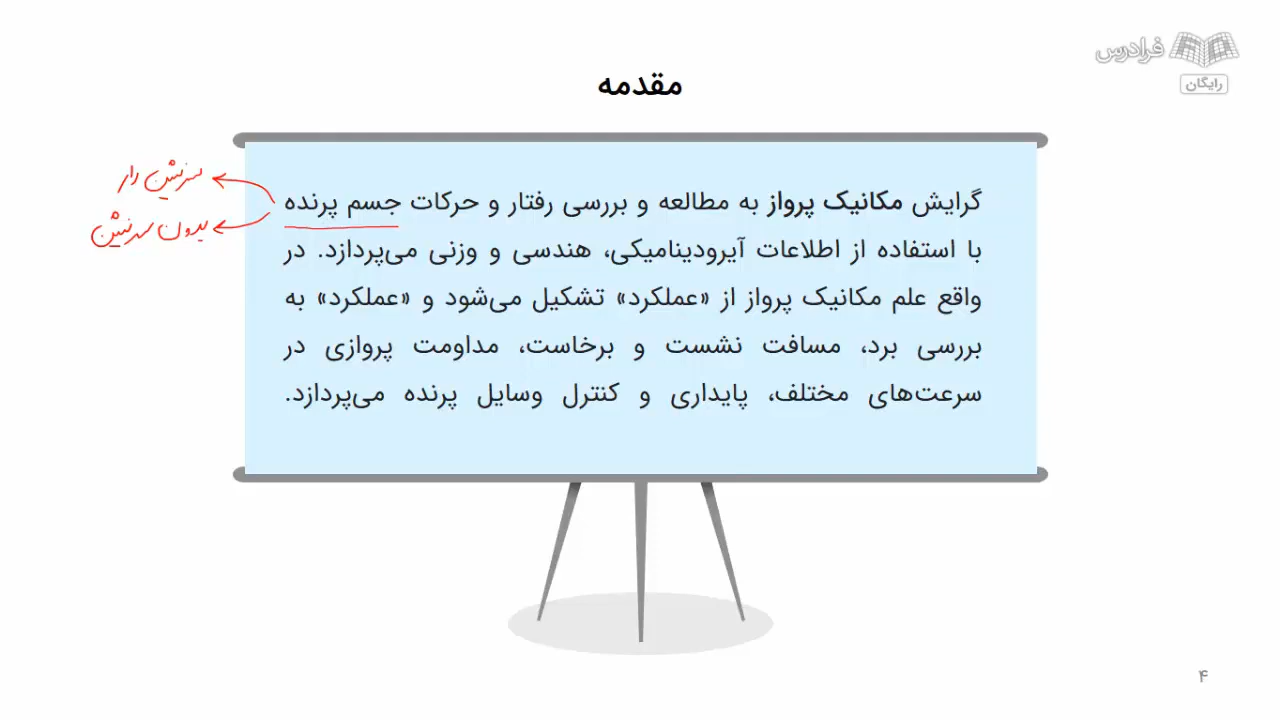 فرادرس
رایگان
مقدمه
گرایش مکانیک پرواز به مطالعه و بررسی رفتار و حرکات جسم پرنده
با استفاده از اطلاعات آیرودینامیکی، هندسی و وزنی می‌پردازد. در
واقع علم مکانیک پرواز از «عملکرد» تشکیل می‌شود و «عملکرد» به
بررسی برد، مسافت نشست و برخاست، مداومت پروازی در
سرعت‌های مختلف، پایداری و کنترل وسایل پرنده می‌پردازد.
سرنشین دار
بدون سرنشین
۴